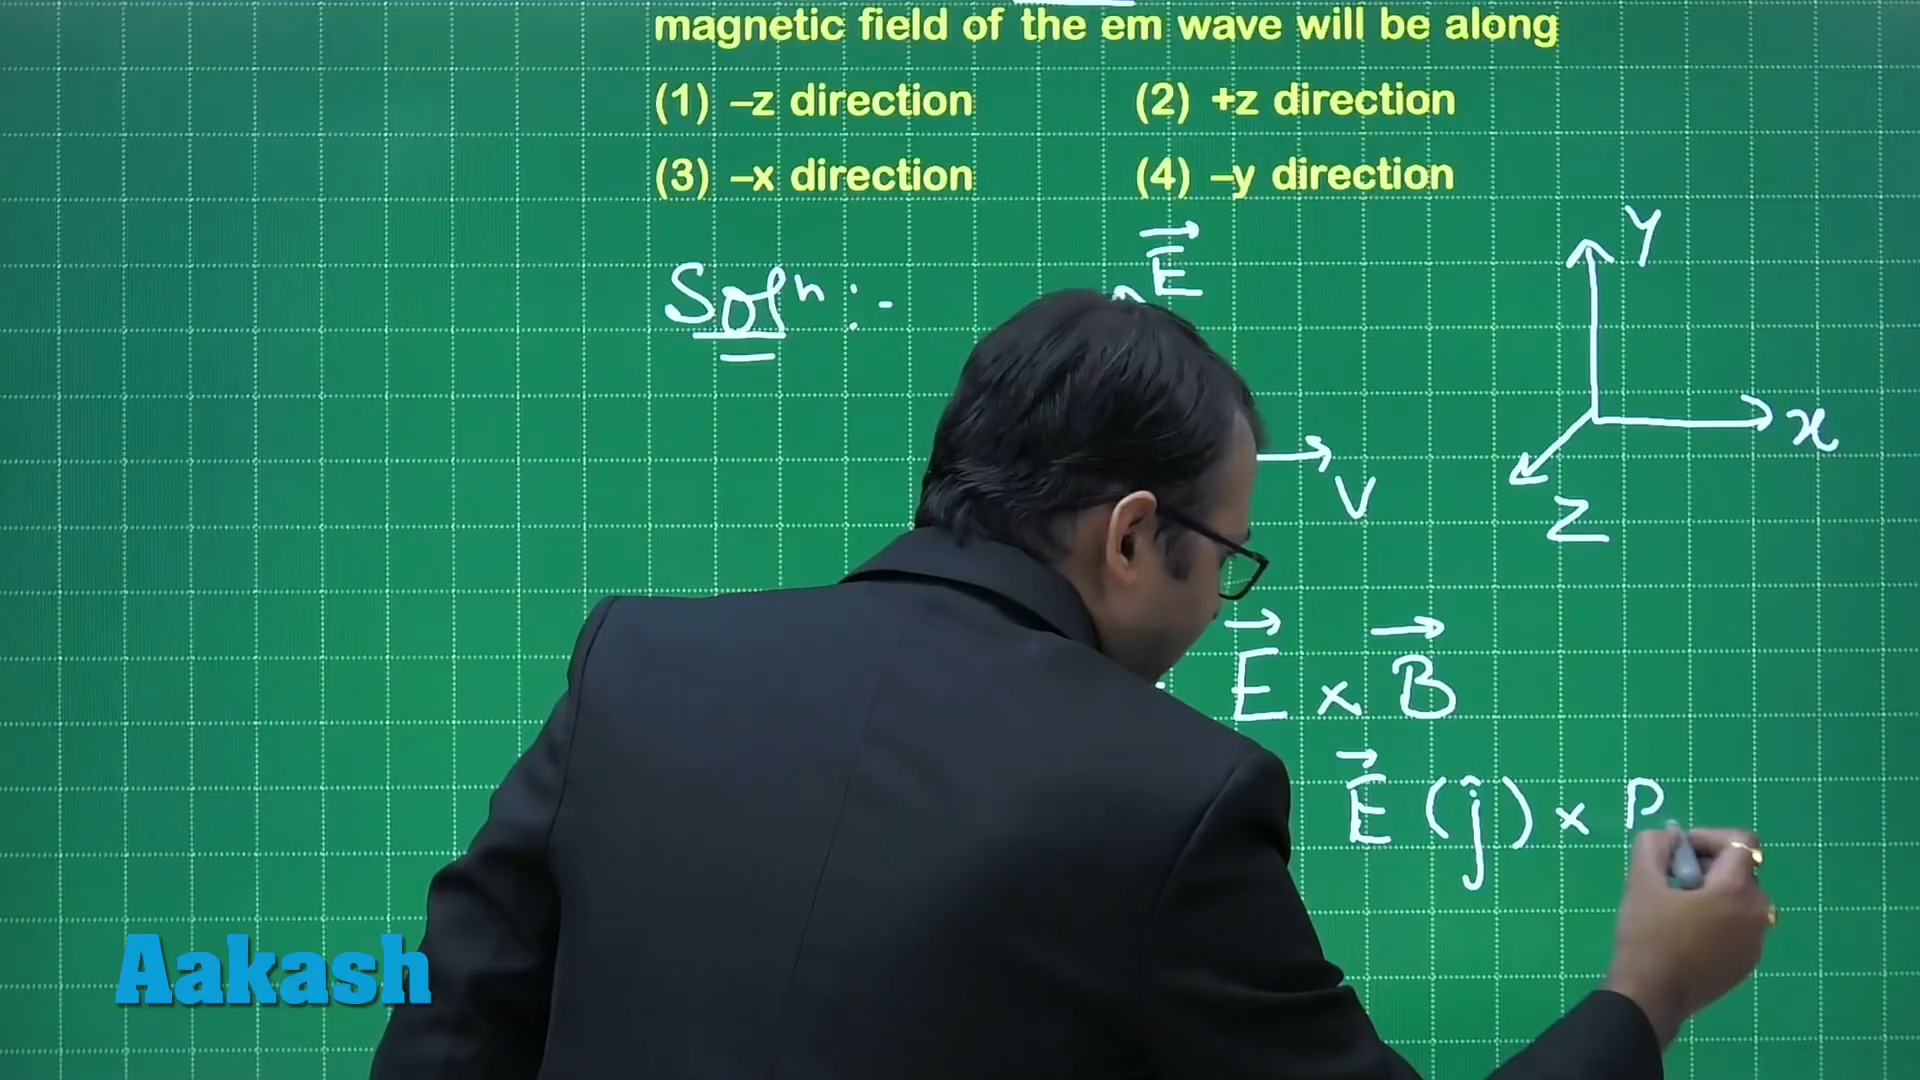 magnetic field of the em wave will be along
(1) –z direction (2) +z direction
(3) –x direction (4) –y direction
Solⁿ :-
E
y
x
V
z
E × B
E (ĵ) ×
Aakash